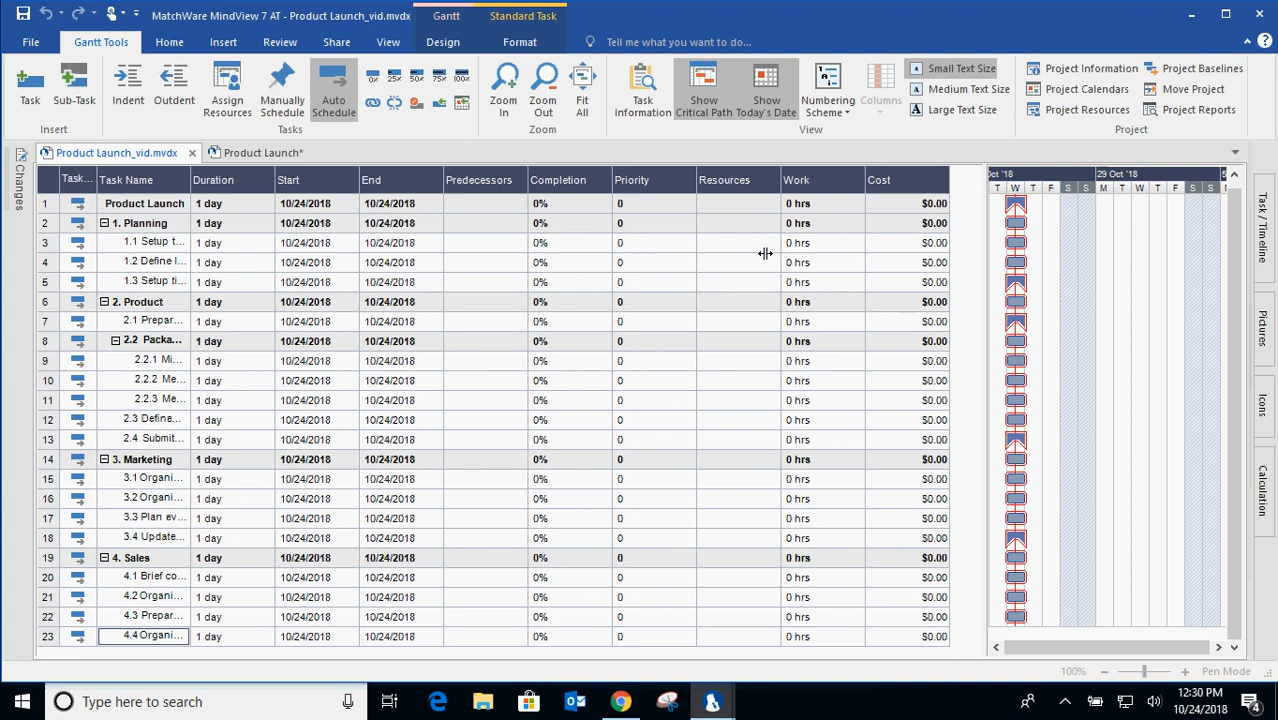 MatchWare MindView 7 AT - Product Launch_vid.mvdx
Gantt
Standard Task
File
Gantt Tools
Home
Insert
Review
Share
View
Design
Format
Tell me what you want to do...
Task
Sub-Task
Insert
Indent
Outdent
Assign Resources
Manually Schedule
Auto Schedule
0% 25% 50% 75% 100%
Tasks
Zoom In
Zoom Out
Fit All
Zoom
Task Information
Show Critical Path
Show Today's Date
Numbering Scheme
Columns
Small Text Size
Medium Text Size
Large Text Size
View
Project Information
Project Calendars
Project Resources
Project Baselines
Move Project
Project Reports
Project
Changes
Product Launch_vid.mvdx
Product Launch*
Task... Task Name Duration Start End Predecessors Completion Priority Resources Work Cost
1 Product Launch 1 day 10/24/2018 10/24/2018 0% 0 0 hrs $0.00
2 1. Planning 1 day 10/24/2018 10/24/2018 0% 0 0 hrs $0.00
3 1.1 Setup t... 1 day 10/24/2018 10/24/2018 0% 0 0 hrs $0.00
4 1.2 Define l... 1 day 10/24/2018 10/24/2018 0% 0 0 hrs $0.00
5 1.3 Setup ti... 1 day 10/24/2018 10/24/2018 0% 0 0 hrs $0.00
6 2. Product 1 day 10/24/2018 10/24/2018 0% 0 0 hrs $0.00
7 2.1 Prepar... 1 day 10/24/2018 10/24/2018 0% 0 0 hrs $0.00
8 2.2 Packa... 1 day 10/24/2018 10/24/2018 0% 0 0 hrs $0.00
9 2.2.1 Mi... 1 day 10/24/2018 10/24/2018 0% 0 0 hrs $0.00
10 2.2.2 Me... 1 day 10/24/2018 10/24/2018 0% 0 0 hrs $0.00
11 2.2.3 Me... 1 day 10/24/2018 10/24/2018 0% 0 0 hrs $0.00
12 2.3 Define... 1 day 10/24/2018 10/24/2018 0% 0 0 hrs $0.00
13 2.4 Submit... 1 day 10/24/2018 10/24/2018 0% 0 0 hrs $0.00
14 3. Marketing 1 day 10/24/2018 10/24/2018 0% 0 0 hrs $0.00
15 3.1 Organi... 1 day 10/24/2018 10/24/2018 0% 0 0 hrs $0.00
16 3.2 Organi... 1 day 10/24/2018 10/24/2018 0% 0 0 hrs $0.00
17 3.3 Plan ev... 1 day 10/24/2018 10/24/2018 0% 0 0 hrs $0.00
18 3.4 Update... 1 day 10/24/2018 10/24/2018 0% 0 0 hrs $0.00
19 4. Sales 1 day 10/24/2018 10/24/2018 0% 0 0 hrs $0.00
20 4.1 Brief co... 1 day 10/24/2018 10/24/2018 0% 0 0 hrs $0.00
21 4.2 Organi... 1 day 10/24/2018 10/24/2018 0% 0 0 hrs $0.00
22 4.3 Prepar... 1 day 10/24/2018 10/24/2018 0% 0 0 hrs $0.00
23 4.4 Organi... 1 day 10/24/2018 10/24/2018 0% 0 0 hrs $0.00
Oct '18 29 Oct '18 5
T W T F S S M T W T F S S
Task / Timeline
Pictures
Icons
Calculation
100%
Pen Mode
Type here to search
12:30 PM
10/24/2018
4